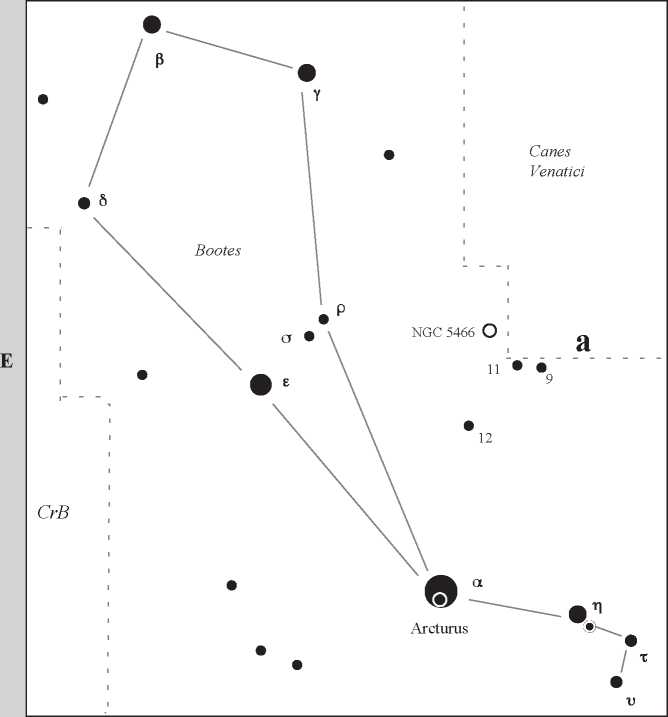 β
γ
Canes
Venatici
δ
Bootes
ρ
NGC 5466
σ
a
E
11
9
ε
12
CrB
α
η
Arcturus
τ
υ